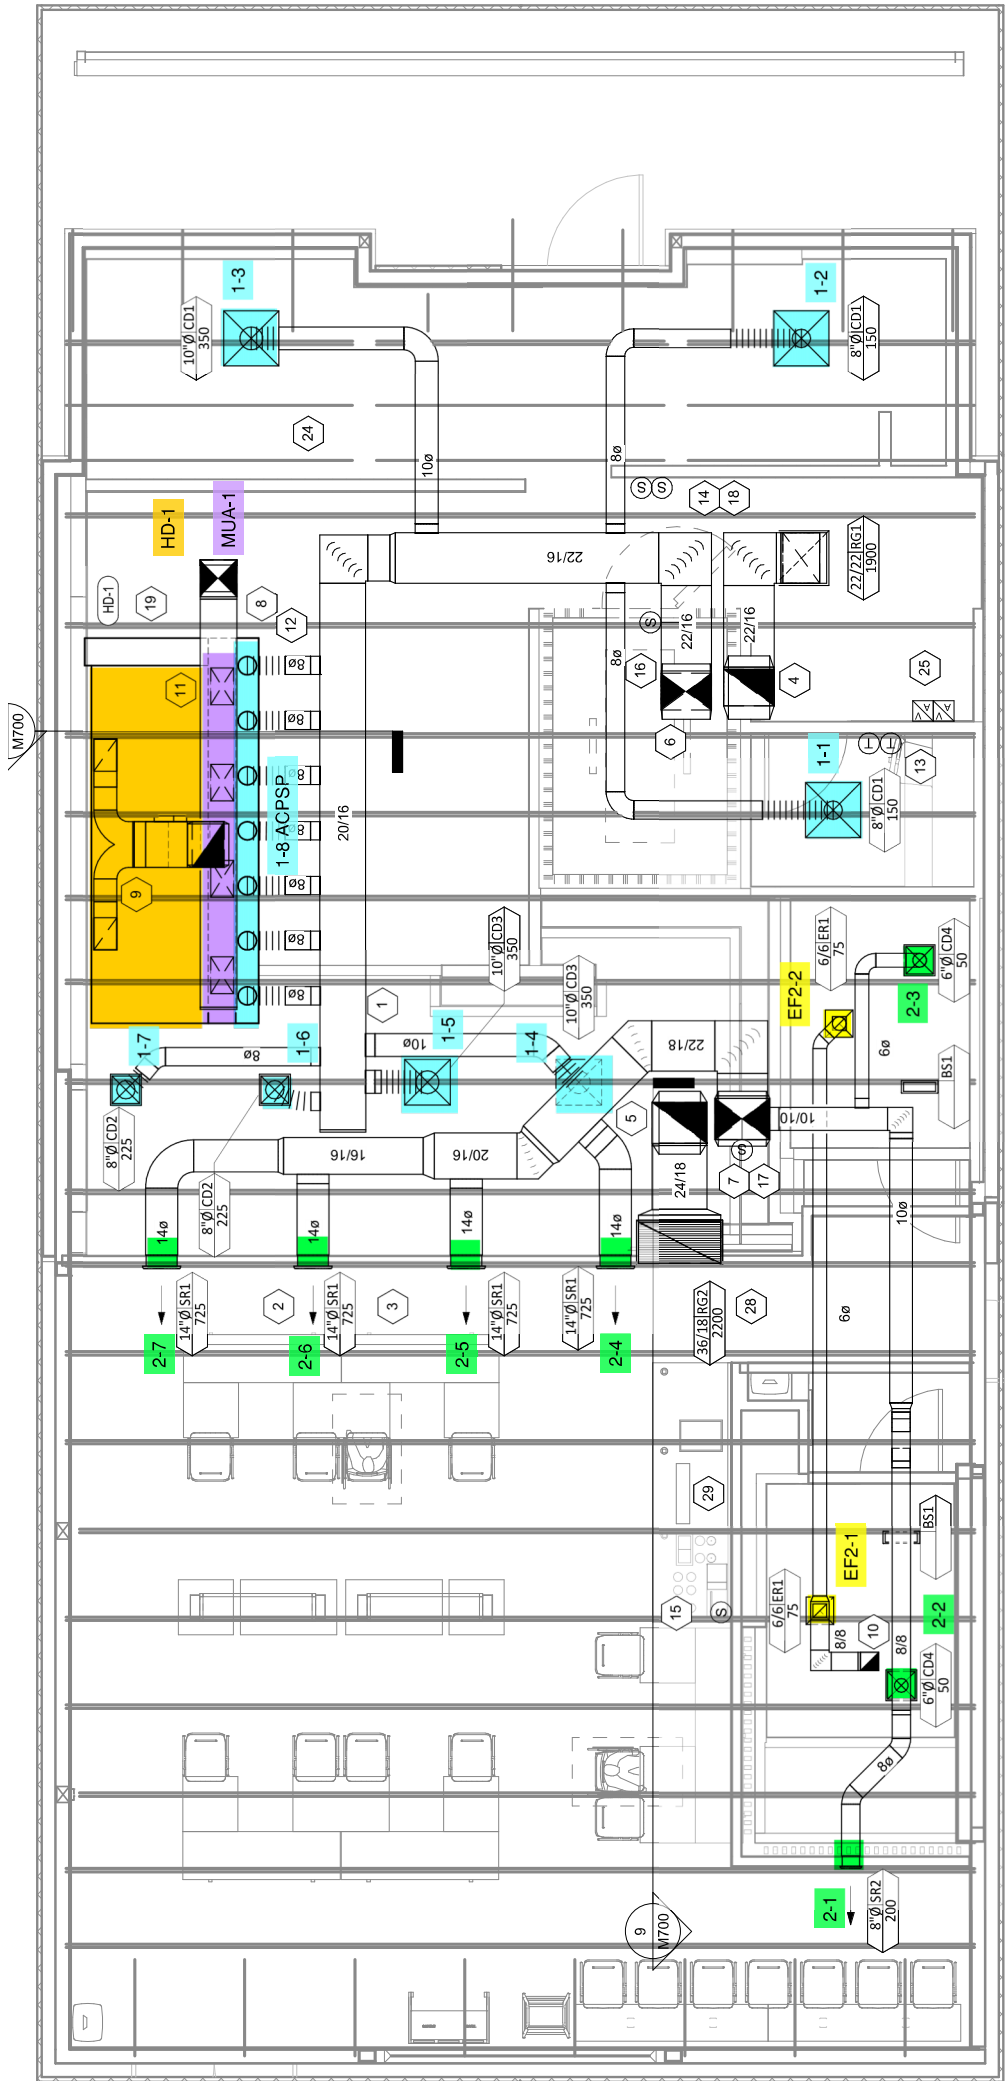 1-3
10"Ø CD1
350
1-2
8"Ø CD1
150
24
10ø
8ø
S
S
14
18
HD-1
MUA-1
HD-1
19
8
12
22/16
22/22 RG1
1900
M700
11
8ø
8ø
8ø
8ø
8ø
8ø
8ø
1-8 ACPSP
9
20/16
8ø
S
16
22/16
22/16
6
4
25
1-1
T
T
13
8"Ø CD1
150
10"Ø CD3
350
10"Ø CD3
350
1
1-7
8ø
1-6
10ø
1-5
1-4
22/18
EF2-2
6/6 ER1
75
2-3
6"Ø CD4
50
6ø
BS1
8"Ø CD2
225
8"Ø CD2
225
16/16
20/16
5
24/18
S
7
17
10/10
10ø
14ø
14ø
14ø
14ø
14"Ø SR1
725
14"Ø SR1
725
14"Ø SR1
725
14"Ø SR1
725
2
3
2-7
2-6
2-5
2-4
36/18 RG2
2200
28
6ø
29
15
S
EF2-1
BS1
6/6 ER1
75
8/8
10
8/8
2-2
6"Ø CD4
50
8ø
2-1
8"Ø SR2
200
9
M700